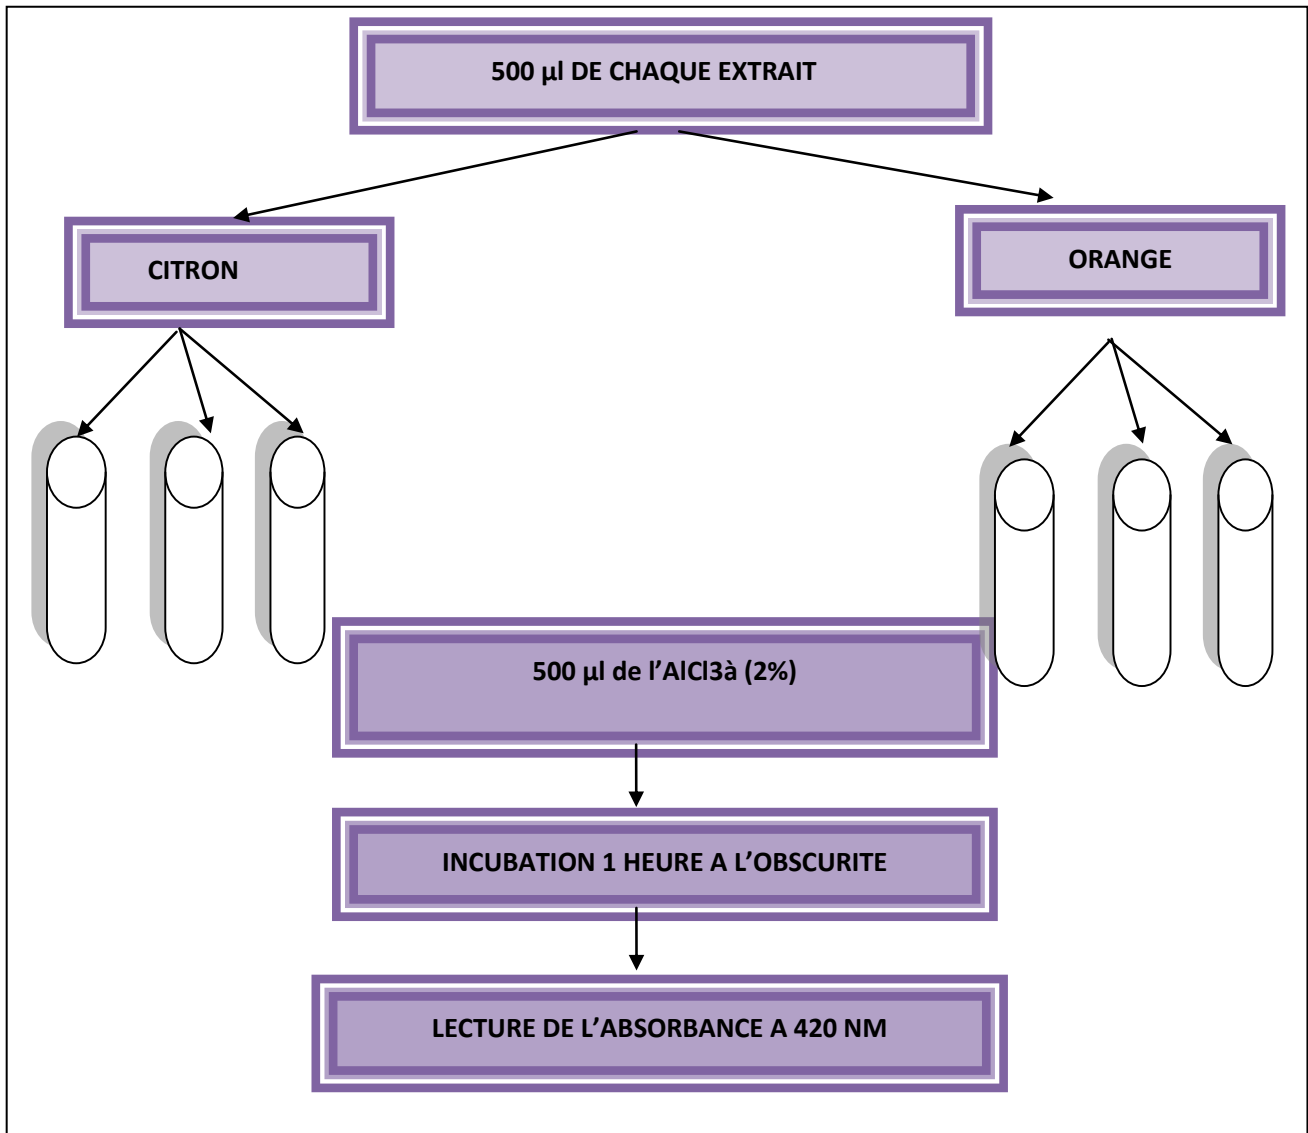 500 µl DE CHAQUE EXTRAIT
CITRON
ORANGE
500 µl de l’AlCl3à (2%)
INCUBATION 1 HEURE A L’OBSCURITE
LECTURE DE L’ABSORBANCE A 420 NM